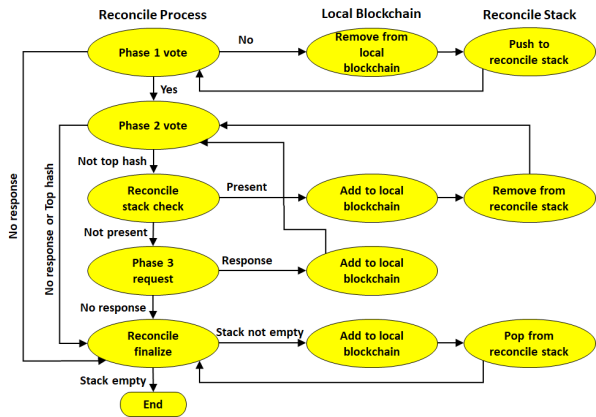 Reconcile Process
Local Blockchain
Reconcile Stack
Phase 1 vote
No
Remove from
local
blockchain
Push to
reconcile stack
Yes
Phase 2 vote
Not top hash
Reconcile
stack check
Present
Add to local
blockchain
Remove from
reconcile stack
Not present
Phase 3
request
Response
Add to local
blockchain
No response
No response
No response or Top hash
Reconcile
finalize
Stack not empty
Add to local
blockchain
Pop from
reconcile stack
Stack empty
End